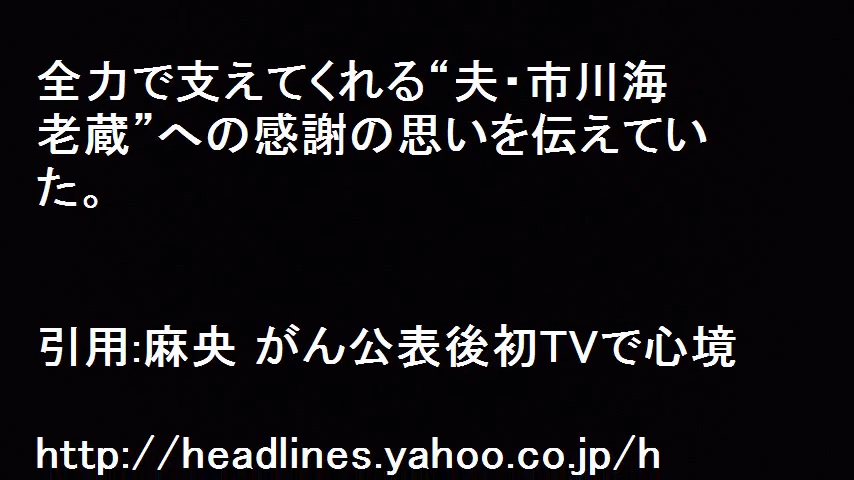 全力で支えてくれる“夫・市川海
老蔵”への感謝の思いを伝えてい
た。
引用:麻央 がん公表後初TVで心境
http://headlines.yahoo.co.jp/h